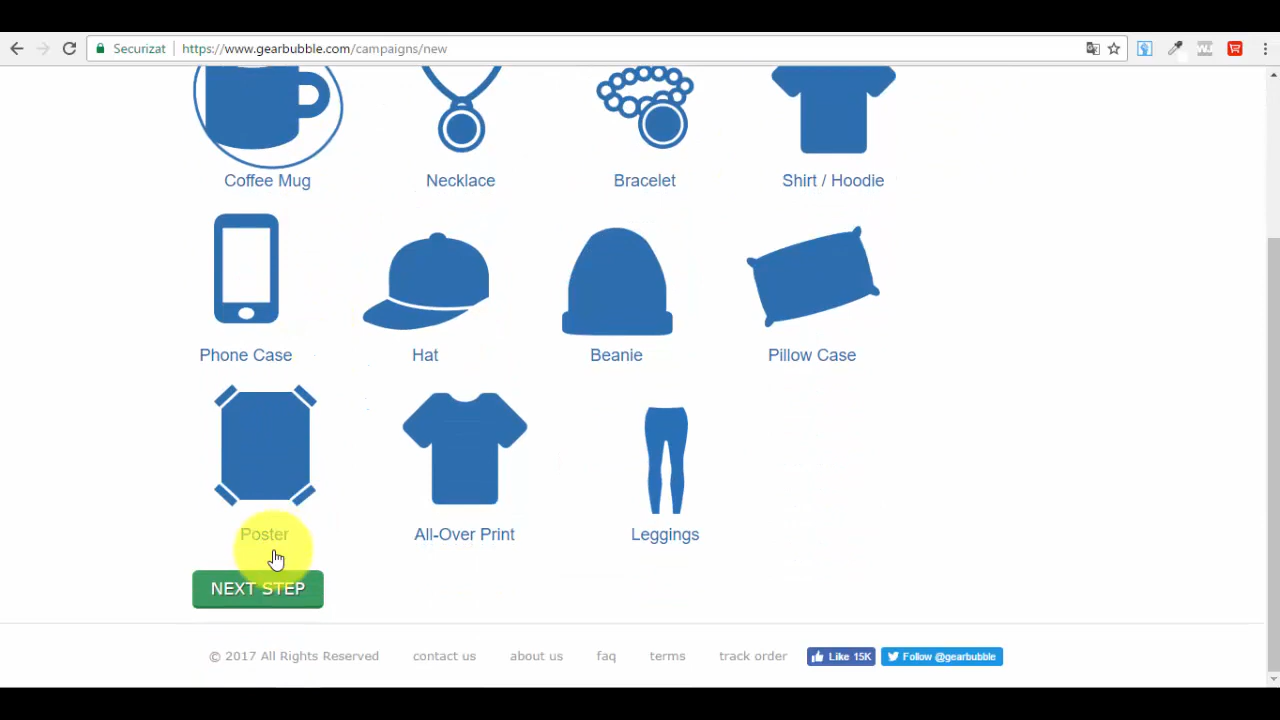 Securizat
https://www.gearbubble.com/campaigns/new
Coffee Mug
Necklace
Bracelet
Shirt / Hoodie
Phone Case
Hat
Beanie
Pillow Case
Poster
All-Over Print
Leggings
NEXT STEP
© 2017 All Rights Reserved
contact us
about us
faq
terms
track order
Like 15K
Follow @gearbubble